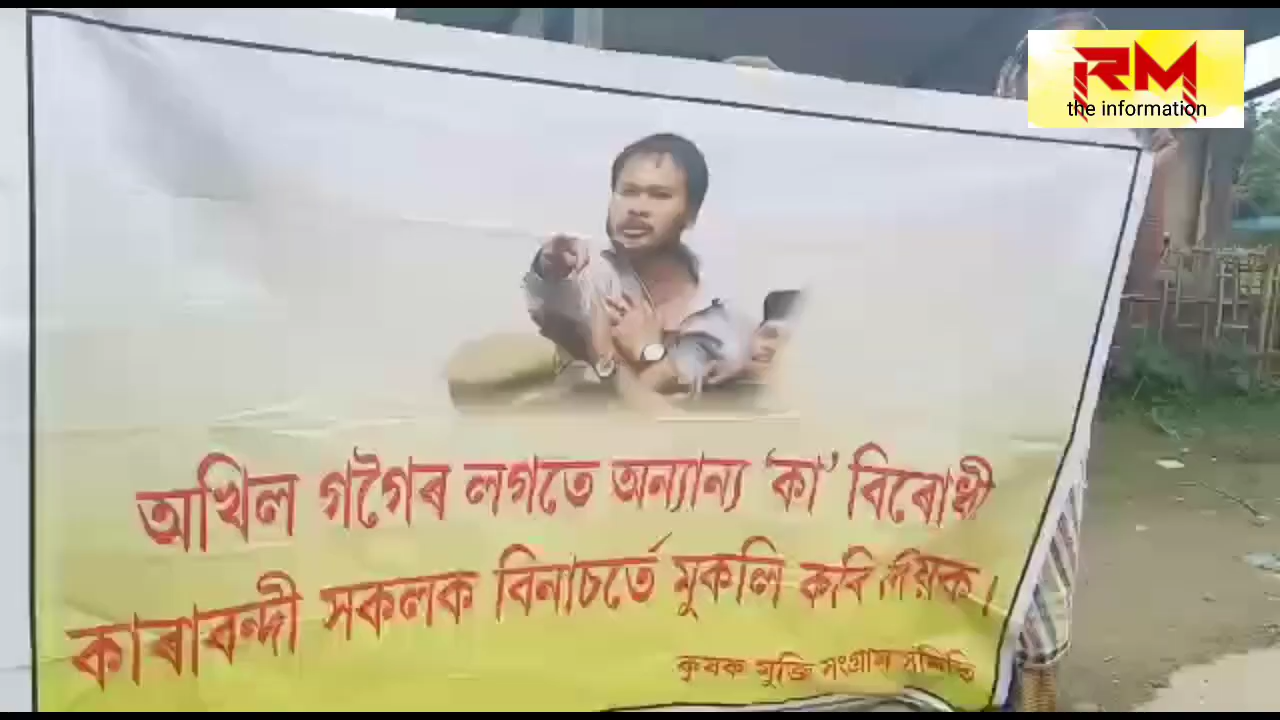 RM
the information
অখিল গগৈৰ লগতে অন্যান্য ‘কা’ বিৰোধী
কাৰাবন্দী সকলক বিনাচৰ্তে মুকলি কৰি দিয়ক।
কৃষক মুক্তি সংগ্ৰাম সমিতি